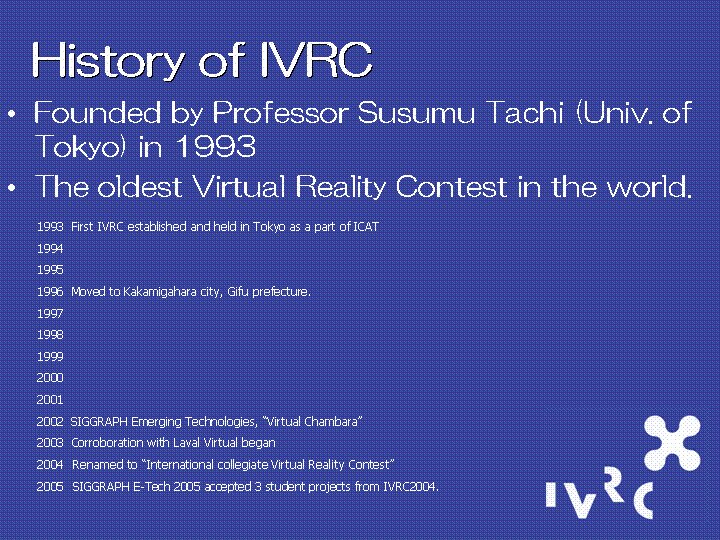 History of IVRC
• Founded by Professor Susumu Tachi (Univ. of
Tokyo) in 1993
• The oldest Virtual Reality Contest in the world.
1993 First IVRC established and held in Tokyo as a part of ICAT
1994
1995
1996 Moved to Kakamigahara city, Gifu prefecture.
1997
1998
1999
2000
2001
2002 SIGGRAPH Emerging Technologies, “Virtual Chambara”
2003 Corroboration with Laval Virtual began
2004 Renamed to “International collegiate Virtual Reality Contest”
2005 SIGGRAPH E-Tech 2005 accepted 3 student projects from IVRC2004.
IVRC